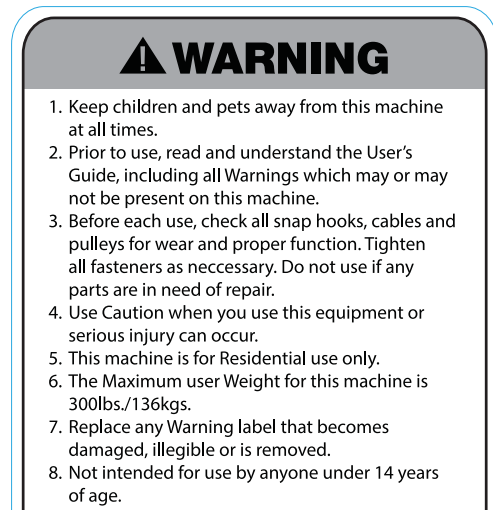 WARNING
1. Keep children and pets away from this machine
at all times.
2. Prior to use, read and understand the User's
Guide, including all Warnings which may or may
not be present on this machine.
3. Before each use, check all snap hooks, cables and
pulleys for wear and proper function. Tighten
all fasteners as neccessary. Do not use if any
parts are in need of repair.
4. Use Caution when you use this equipment or
serious injury can occur.
5. This machine is for Residential use only.
6. The Maximum user Weight for this machine is
300lbs./136kgs.
7. Replace any Warning label that becomes
damaged, illegible or is removed.
8. Not intended for use by anyone under 14 years
of age.